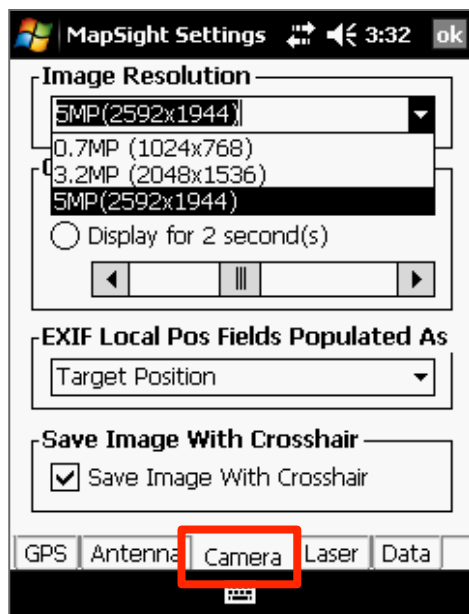 MapSight Settings 3:32 ok
Image Resolution
5MP(2592x1944)
0.7MP (1024x768)
3.2MP (2048x1536)
5MP(2592x1944)
Display for 2 second(s)
EXIF Local Pos Fields Populated As
Target Position
Save Image With Crosshair
Save Image With Crosshair
GPS Antenna Camera Laser Data